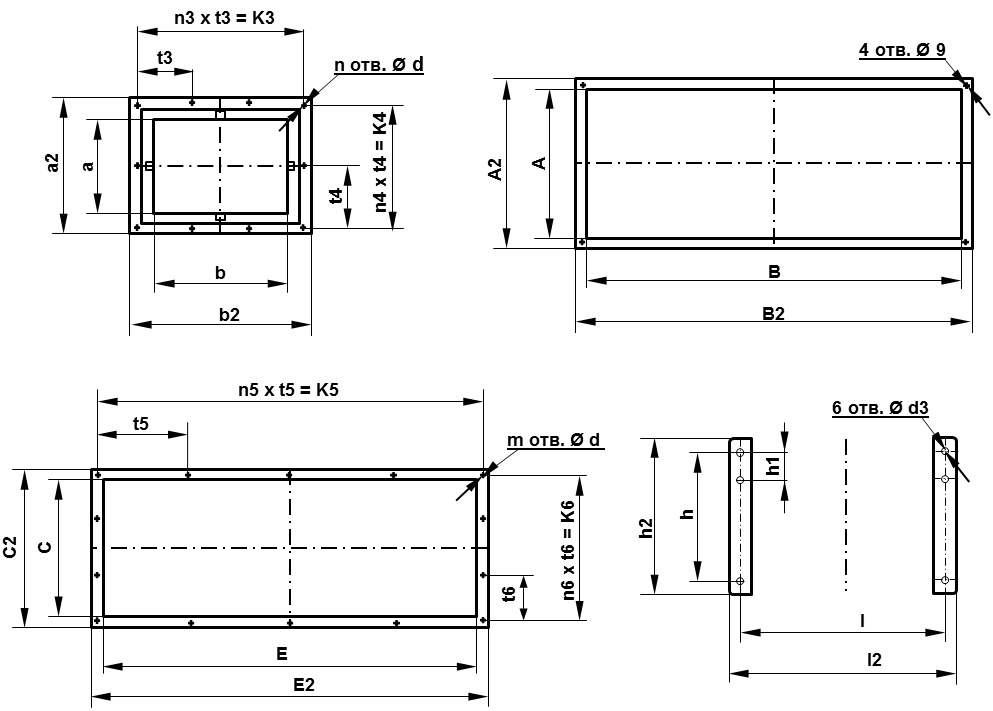 n3 x t3 = K3
t3
n отв. Ø d
a2
a
t4
n4 x t4 = K4
b
b2
4 отв. Ø 9
A2
A
B
B2
n5 x t5 = K5
t5
m отв. Ø d
C2
C
t6
n6 x t6 = K6
E
E2
6 отв. Ø d3
h2
h
h1
l
l2